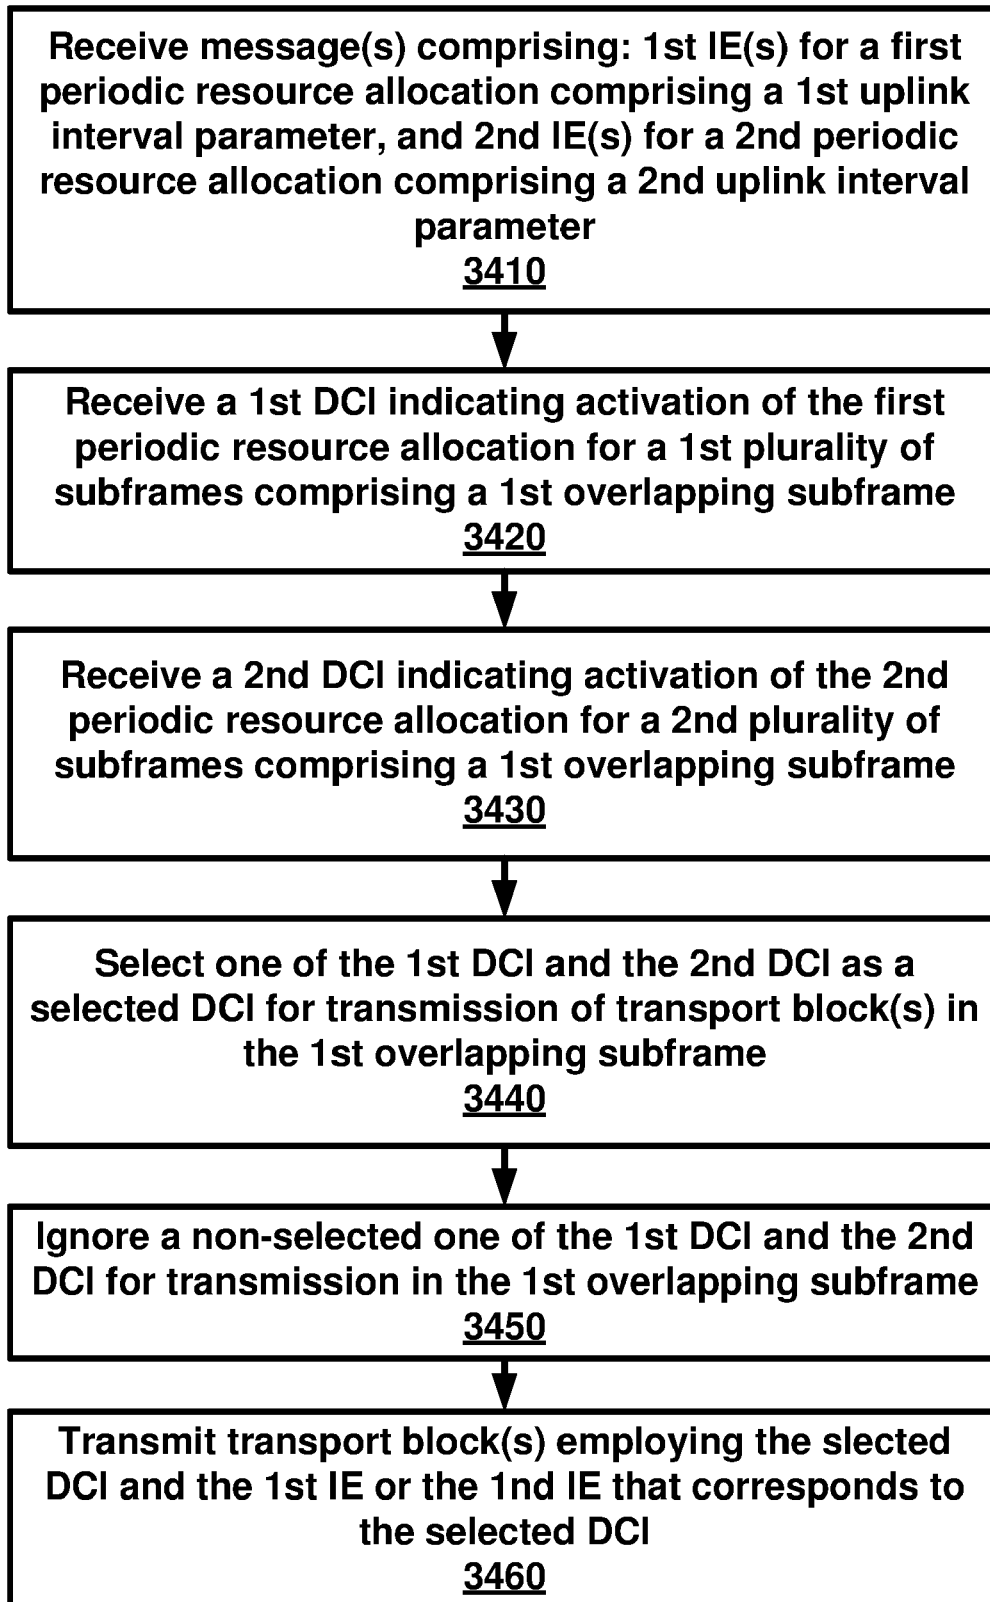 Receive message(s) comprising: 1st IE(s) for a first
periodic resource allocation comprising a 1st uplink
interval parameter, and 2nd IE(s) for a 2nd periodic
resource allocation comprising a 2nd uplink interval
parameter
3410
Receive a 1st DCI indicating activation of the first
periodic resource allocation for a 1st plurality of
subframes comprising a 1st overlapping subframe
3420
Receive a 2nd DCI indicating activation of the 2nd
periodic resource allocation for a 2nd plurality of
subframes comprising a 1st overlapping subframe
3430
Select one of the 1st DCI and the 2nd DCI as a
selected DCI for transmission of transport block(s) in
the 1st overlapping subframe
3440
Ignore a non-selected one of the 1st DCI and the 2nd
DCI for transmission in the 1st overlapping subframe
3450
Transmit transport block(s) employing the slected
DCI and the 1st IE or the 1nd IE that corresponds to
the selected DCI
3460